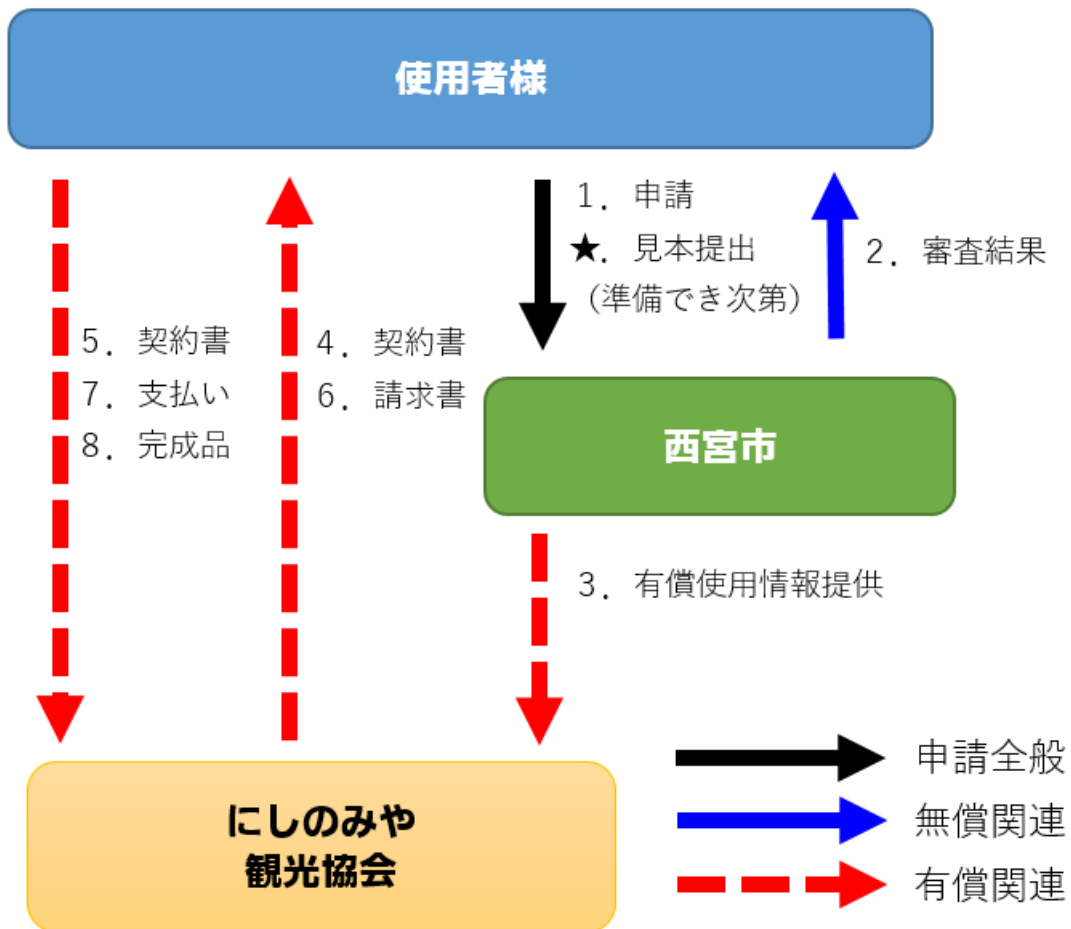 使用者様
1．申請
★．見本提出
（準備でき次第）
2．審査結果
5．契約書
7．支払い
8．完成品
4．契約書
6．請求書
西宮市
3．有償使用情報提供
にしのみや
観光協会
申請全般
無償関連
有償関連